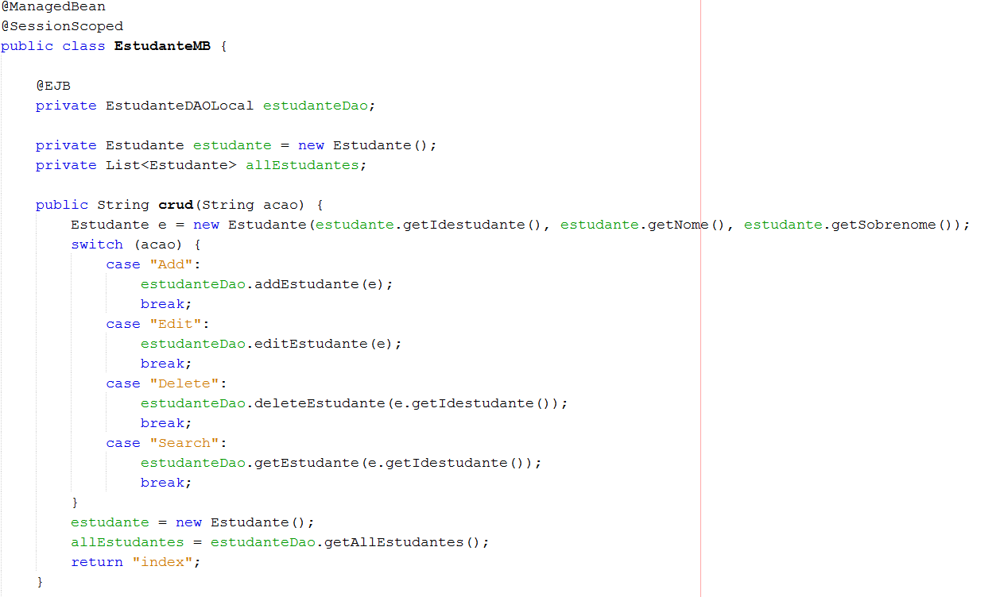 @ManagedBean
@SessionScoped
public class EstudanteMB {
@EJB
private EstudanteDAOLocal estudanteDao;
private Estudante estudante = new Estudante();
private List<Estudante> allEstudantes;
public String crud(String acao) {
Estudante e = new Estudante(estudante.getIdestudante(), estudante.getNome(), estudante.getSobrenome());
switch (acao) {
case "Add":
estudanteDao.addEstudante(e);
break;
case "Edit":
estudanteDao.editEstudante(e);
break;
case "Delete":
estudanteDao.deleteEstudante(e.getIdestudante());
break;
case "Search":
estudanteDao.getEstudante(e.getIdestudante());
break;
}
estudante = new Estudante();
allEstudantes = estudanteDao.getAllEstudantes();
return "index";
}